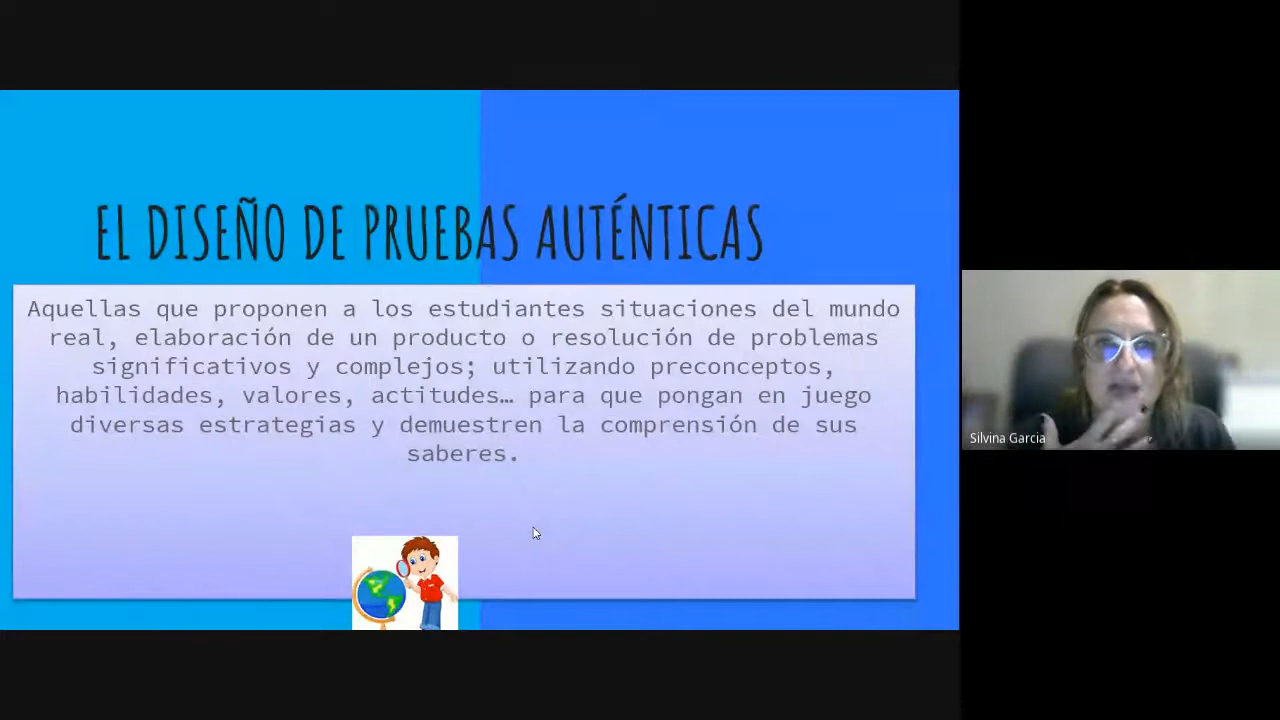 EL DISEÑO DE PRUEBAS AUTÉNTICAS
Aquellas que proponen a los estudiantes situaciones del mundo
real, elaboración de un producto o resolución de problemas
significativos y complejos; utilizando preconceptos,
habilidades, valores, actitudes… para que pongan en juego
diversas estrategias y demuestren la comprensión de sus
saberes.
Silvina Garcia